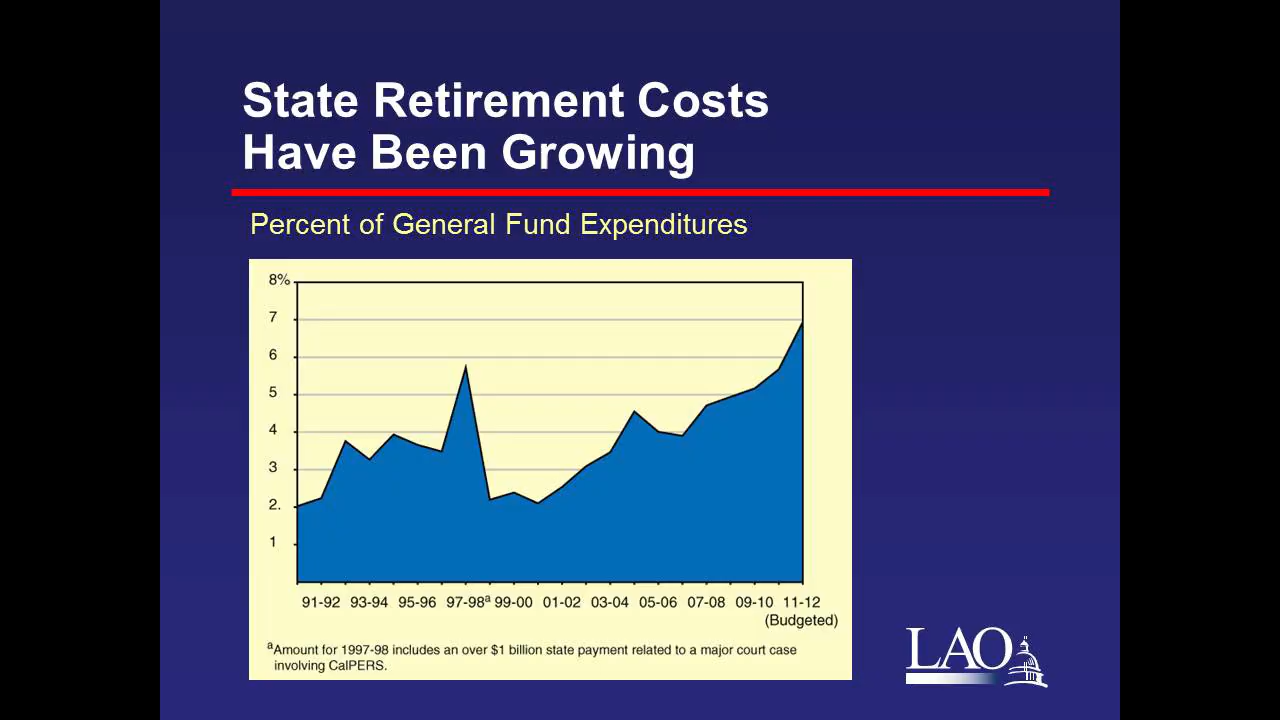 State Retirement Costs
Have Been Growing
Percent of General Fund Expenditures
8%
7
6
5
4
3
2.
1
91-92 93-94 95-96 97-98a 99-00 01-02 03-04 05-06 07-08 09-10 11-12
(Budgeted)
aAmount for 1997-98 includes an over $1 billion state payment related to a major court case
involving CalPERS.
LAO